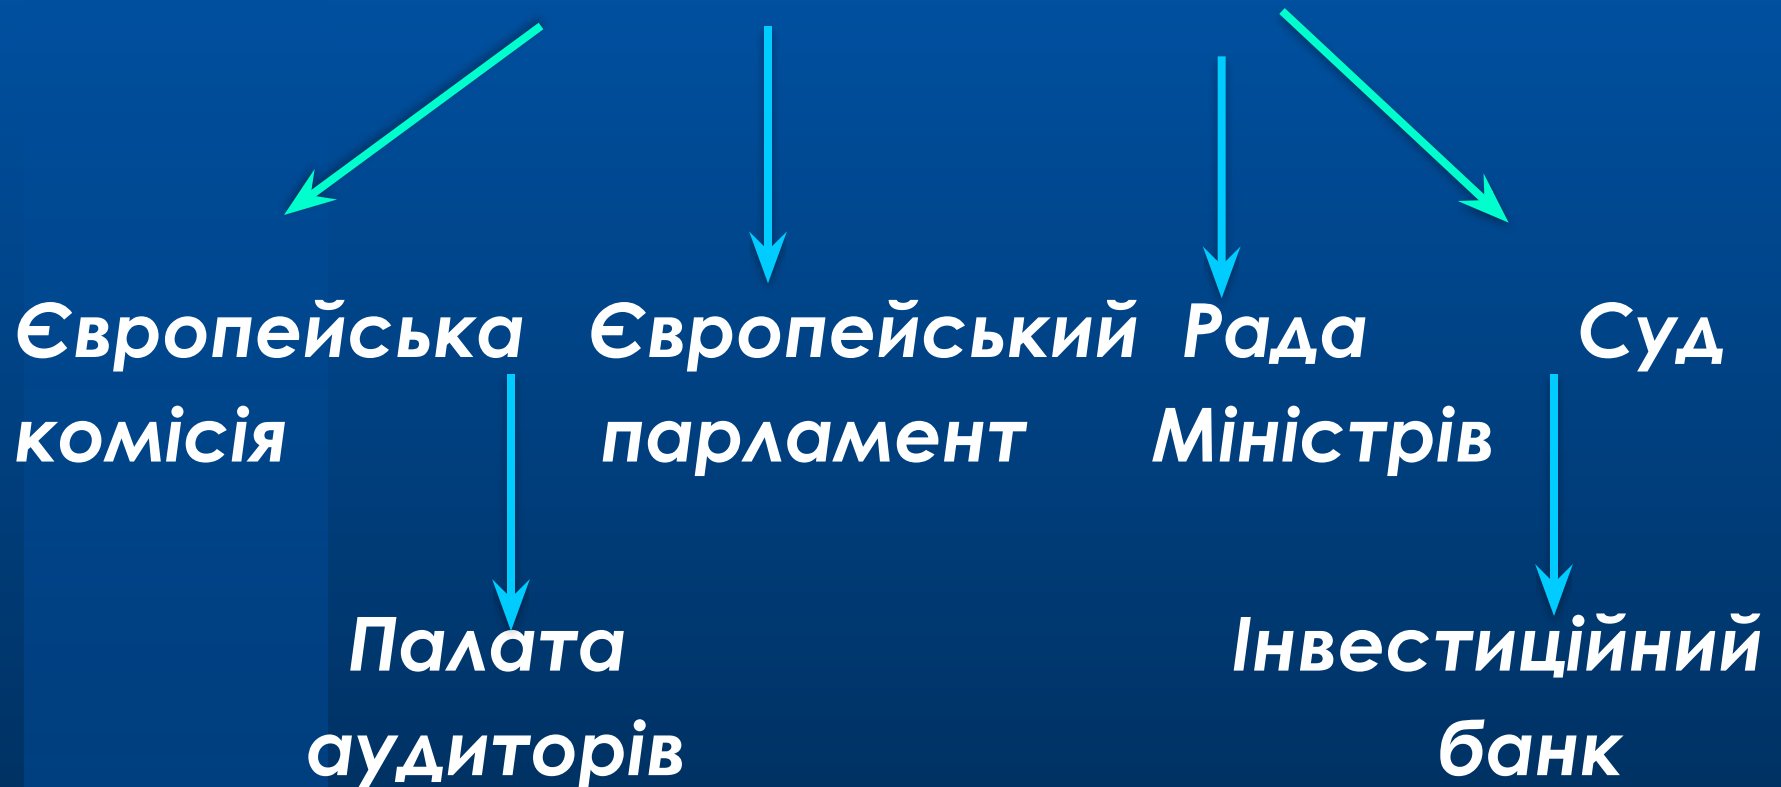 Європейська Європейський Рада Суд
комісія парламент Міністрів
Палата Інвестиційний
аудиторів банк